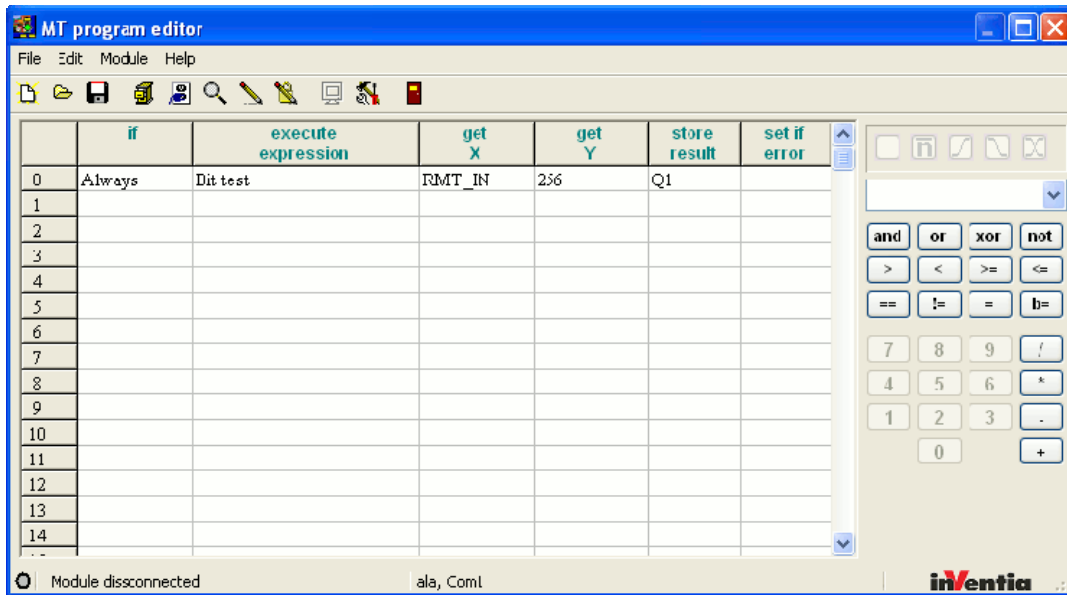 MT program editor
File Edit Module Help
if execute expression get X get Y store result set if error
0 Always Bit test RMT_IN 256 Q1
1
2
3
4
5
6
7
8
9
10
11
12
13
14
n
and or xor not
> < >= <=
== != = b=
7 8 9 /
4 5 6 *
1 2 3 -
0 +
Module dissconnected ala, Com1 inVentia